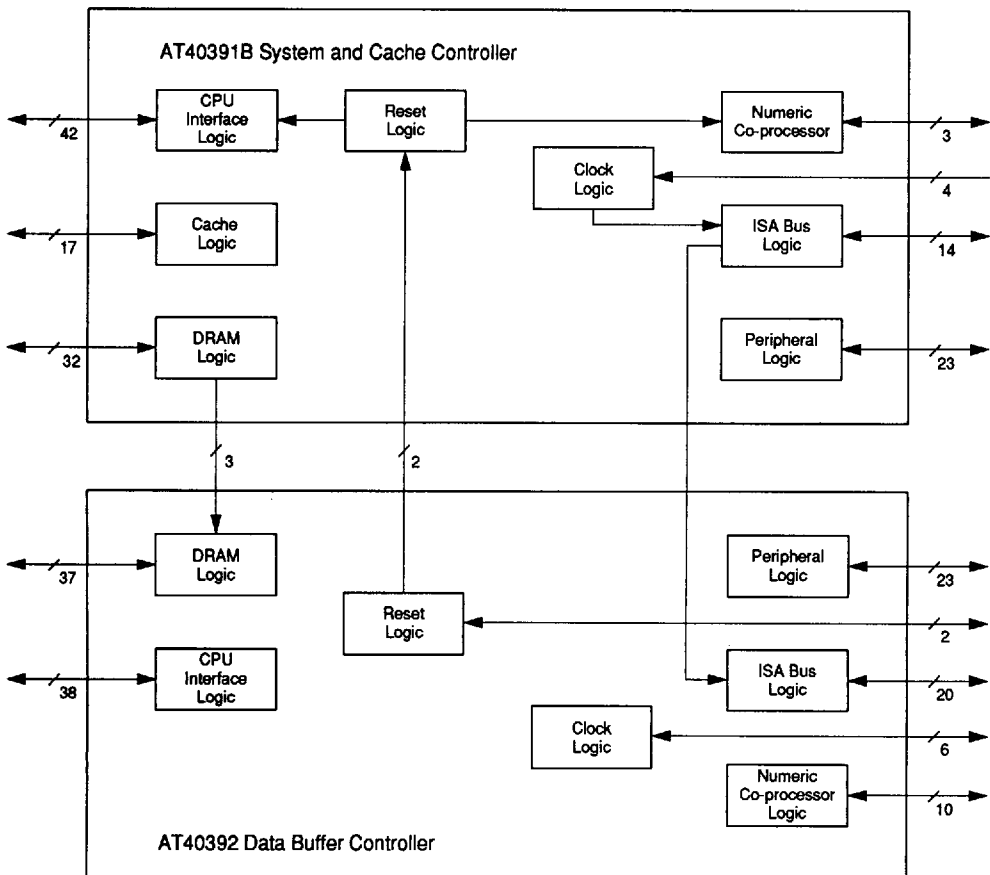 AT40391B System and Cache Controller
CPU
Interface
Logic
42
Reset
Logic
Numeric
Co-processor
3
Clock
Logic
4
Cache
Logic
17
ISA Bus
Logic
14
DRAM
Logic
32
Peripheral
Logic
23
3
2
DRAM
Logic
37
Peripheral
Logic
23
Reset
Logic
2
CPU
Interface
Logic
38
ISA Bus
Logic
20
Clock
Logic
6
Numeric
Co-processor
Logic
10
AT40392 Data Buffer Controller